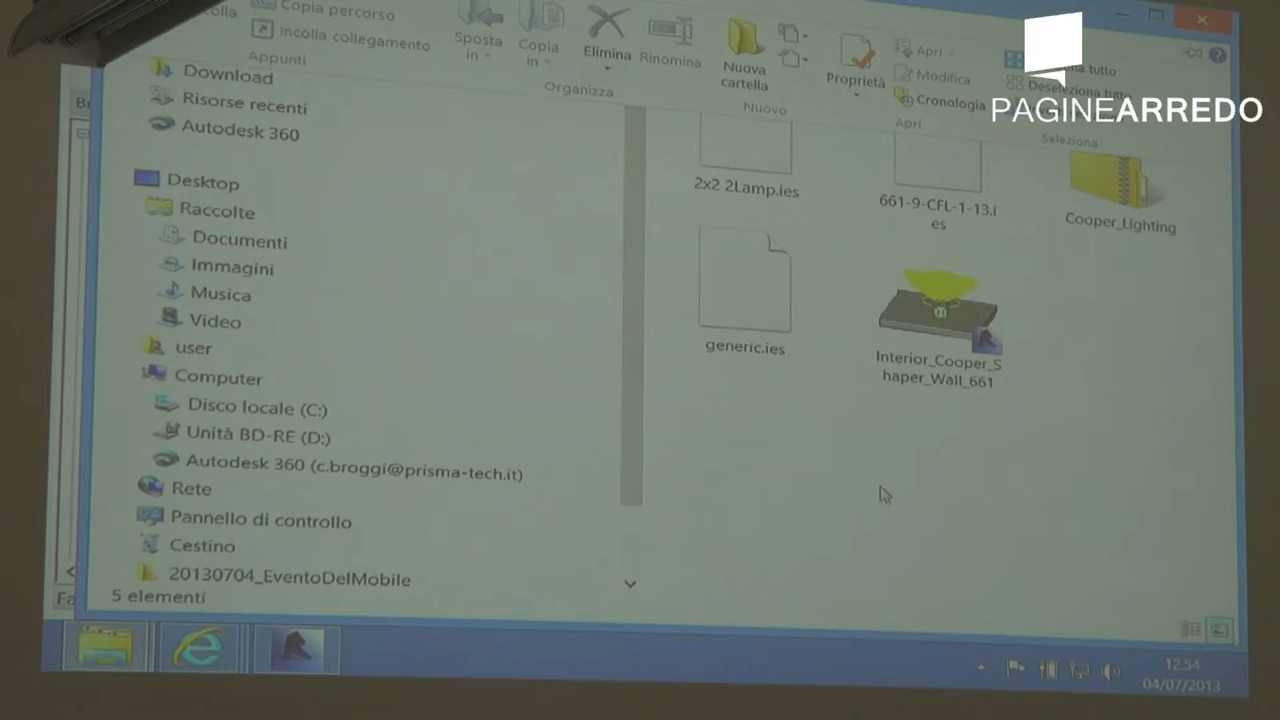 Copia percorso
Incolla collegamento
Appunti
Sposta
in
Copia
in
Elimina
Rinomina
Organizza
Nuova
cartella
Nuovo
Proprietà
Apri
Modifica
Cronologia
Apri
tutto
Deseleziona tutto
Seleziona
PAGINEARREDO
Download
Risorse recenti
Autodesk 360
Desktop
Raccolte
Documenti
Immagini
Musica
Video
user
Computer
Disco locale (C:)
Unità BD-RE (D:)
Autodesk 360 (c.broggi@prisma-tech.it)
Rete
Pannello di controllo
Cestino
20130704_EventoDelMobile
5 elementi
2x2 2Lamp.ies
661-9-CFL-1-13.i
es
Cooper_Lighting
generic.ies
Interior_Cooper_S
haper_Wall_661
12.54
04/07/2013